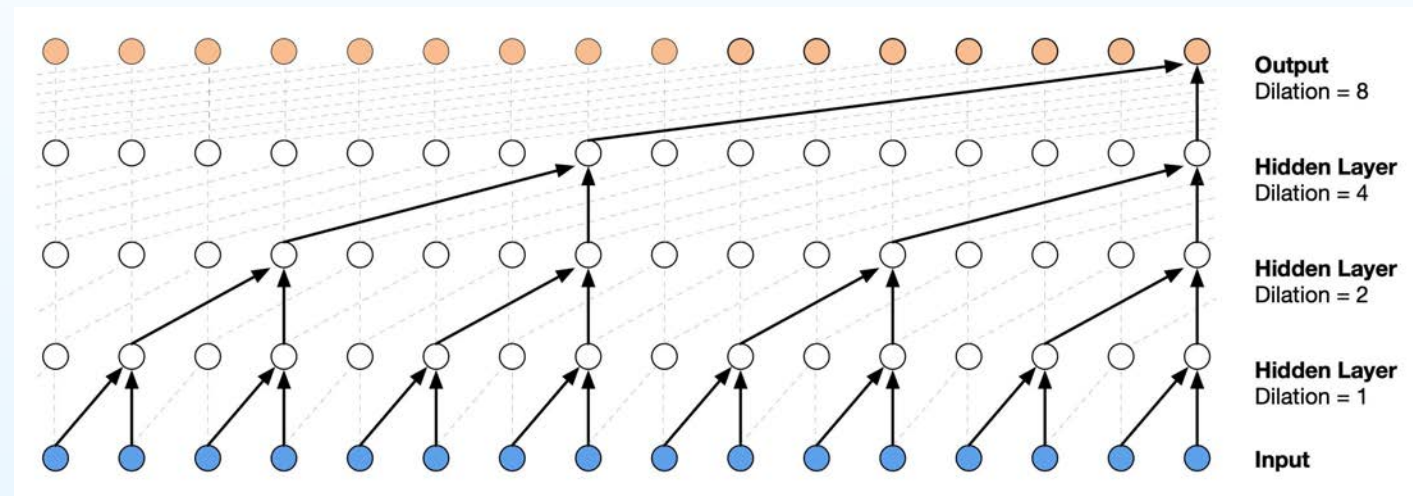 Output
Dilation = 8
Hidden Layer
Dilation = 4
Hidden Layer
Dilation = 2
Hidden Layer
Dilation = 1
Input